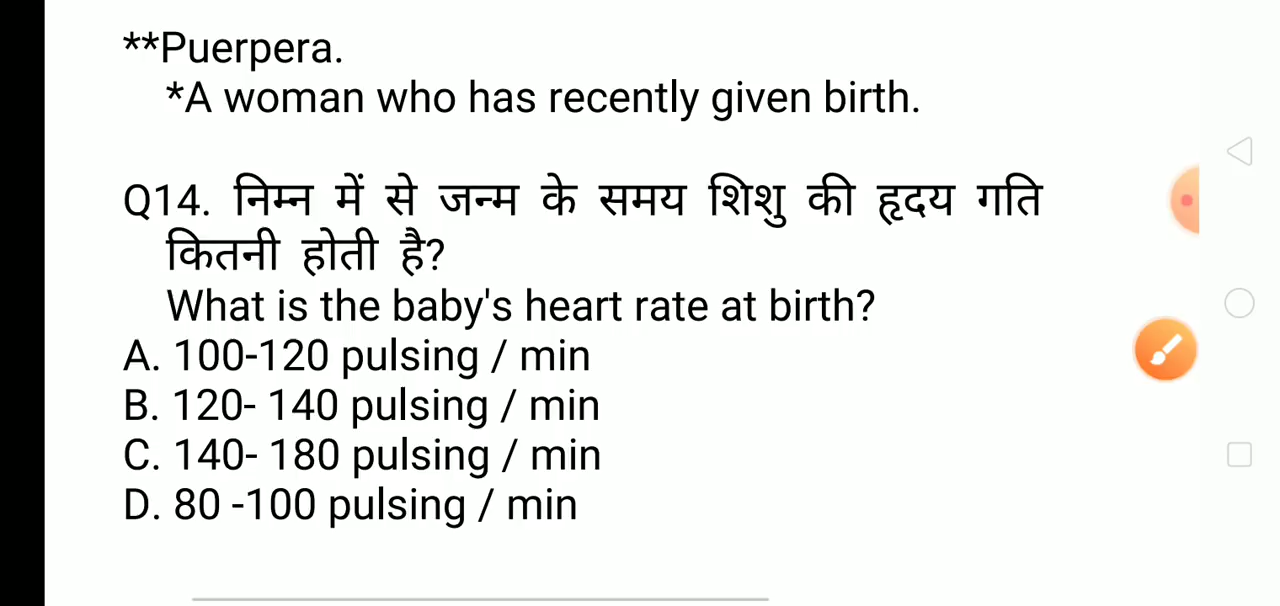 **Puerpera.
*A woman who has recently given birth.
Q14. निम्न में से जन्म के समय शिशु की हृदय गति
कितनी होती है?
What is the baby's heart rate at birth?
A. 100-120 pulsing / min
B. 120- 140 pulsing / min
C. 140- 180 pulsing / min
D. 80 -100 pulsing / min